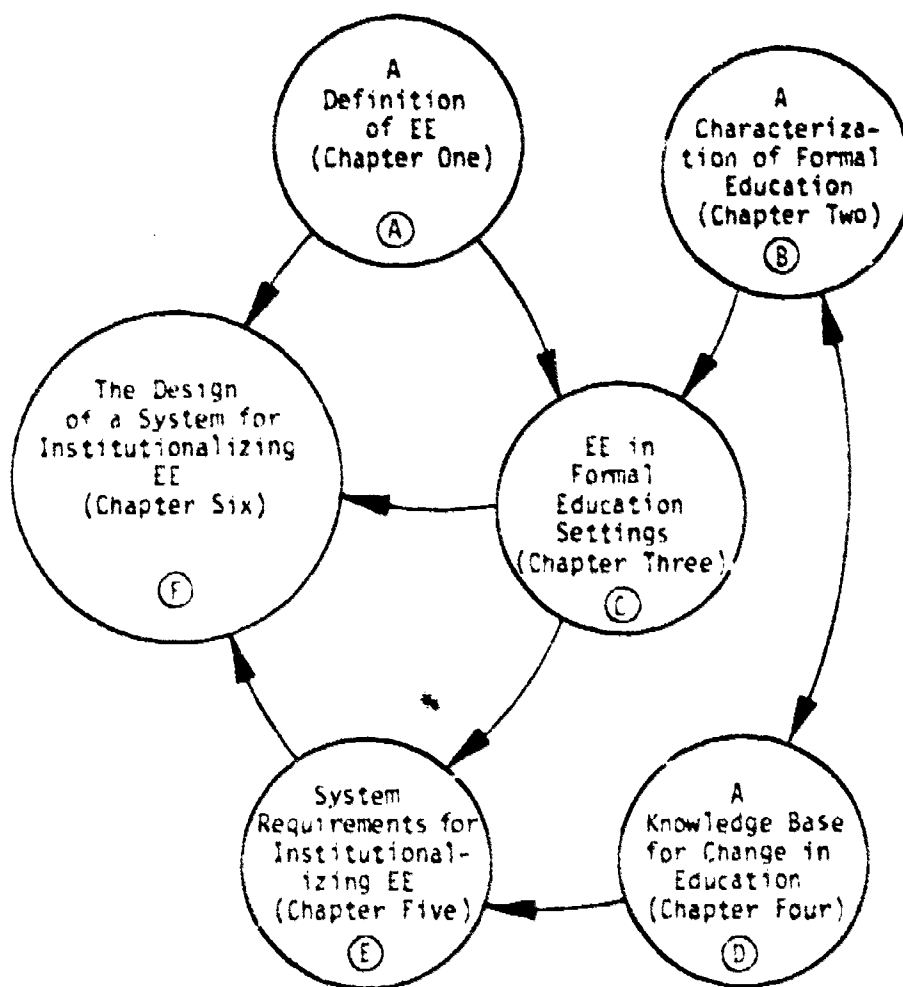 A
Definition
of EE
(Chapter One)
A
A
Characteriza-
tion of Formal
Education
(Chapter Two)
B
The Design
of a System for
Institutionalizing
EE
(Chapter Six)
F
EE in
Formal
Education
Settings
(Chapter Three)
C
System
Requirements for
Institutional-
izing EE
(Chapter Five)
E
A
Knowledge Base
for Change in
Education
(Chapter Four)
D